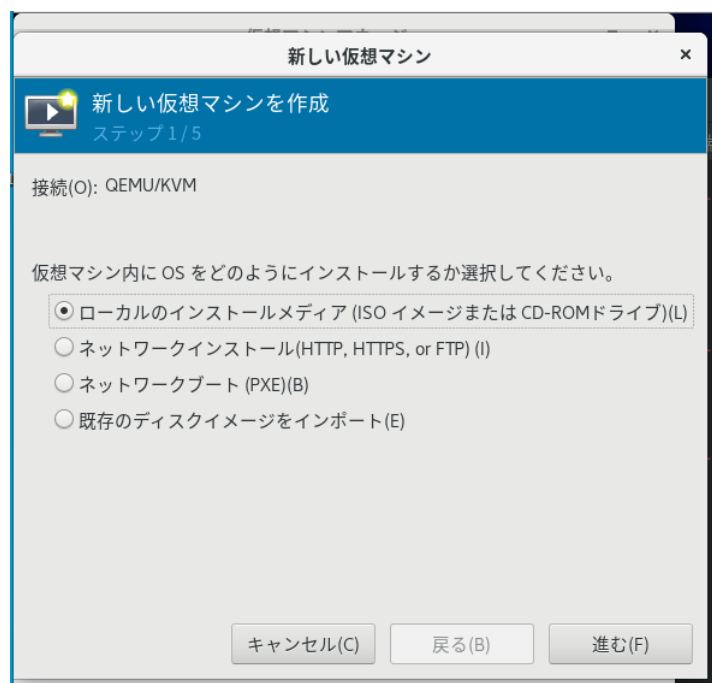 新しい仮想マシン
新しい仮想マシンを作成
ステップ 1 / 5
接続(O): QEMU/KVM
仮想マシン内に OS をどのようにインストールするか選択してください。
ローカルのインストールメディア (ISO イメージまたは CD-ROMドライブ)(L)
ネットワークインストール(HTTP, HTTPS, or FTP) (I)
ネットワークブート (PXE)(B)
既存のディスクイメージをインポート(E)
キャンセル(C) 戻る(B) 進む(F)